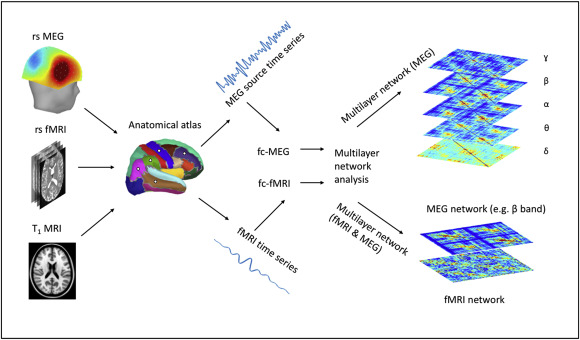 rs MEG
rs fMRI
T1 MRI
Anatomical atlas
MEG source time series
fMRI time series
fc-MEG
fc-fMRI
Multilayer
network
analysis
Multilayer network (MEG)
Multilayer network
(fMRI & MEG)
ɣ
β
α
θ
δ
MEG network (e.g. β band)
fMRI network